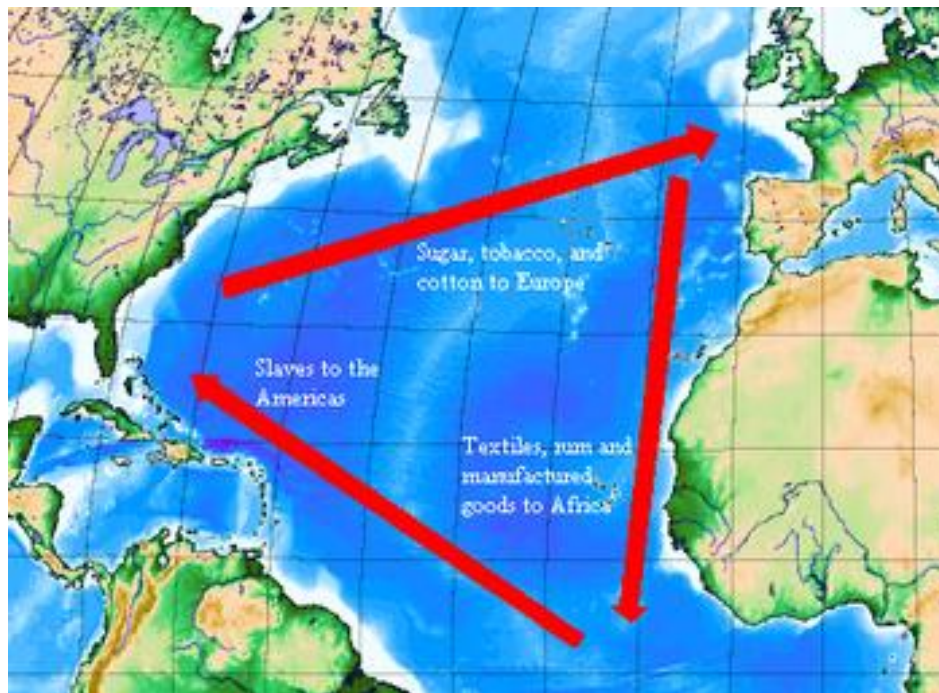 Sugar, tobacco, and
cotton to Europe
Slaves to the
Americas
Textiles, rum and
manufactured
goods to Africa